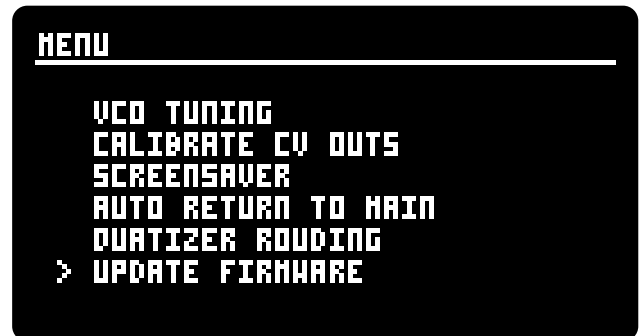 MENU
VCO TUNING
CALIBRATE CV OUTS
SCREENSAVER
AUTO RETURN TO MAIN
QUATIZER ROUDING
> UPDATE FIRMWARE